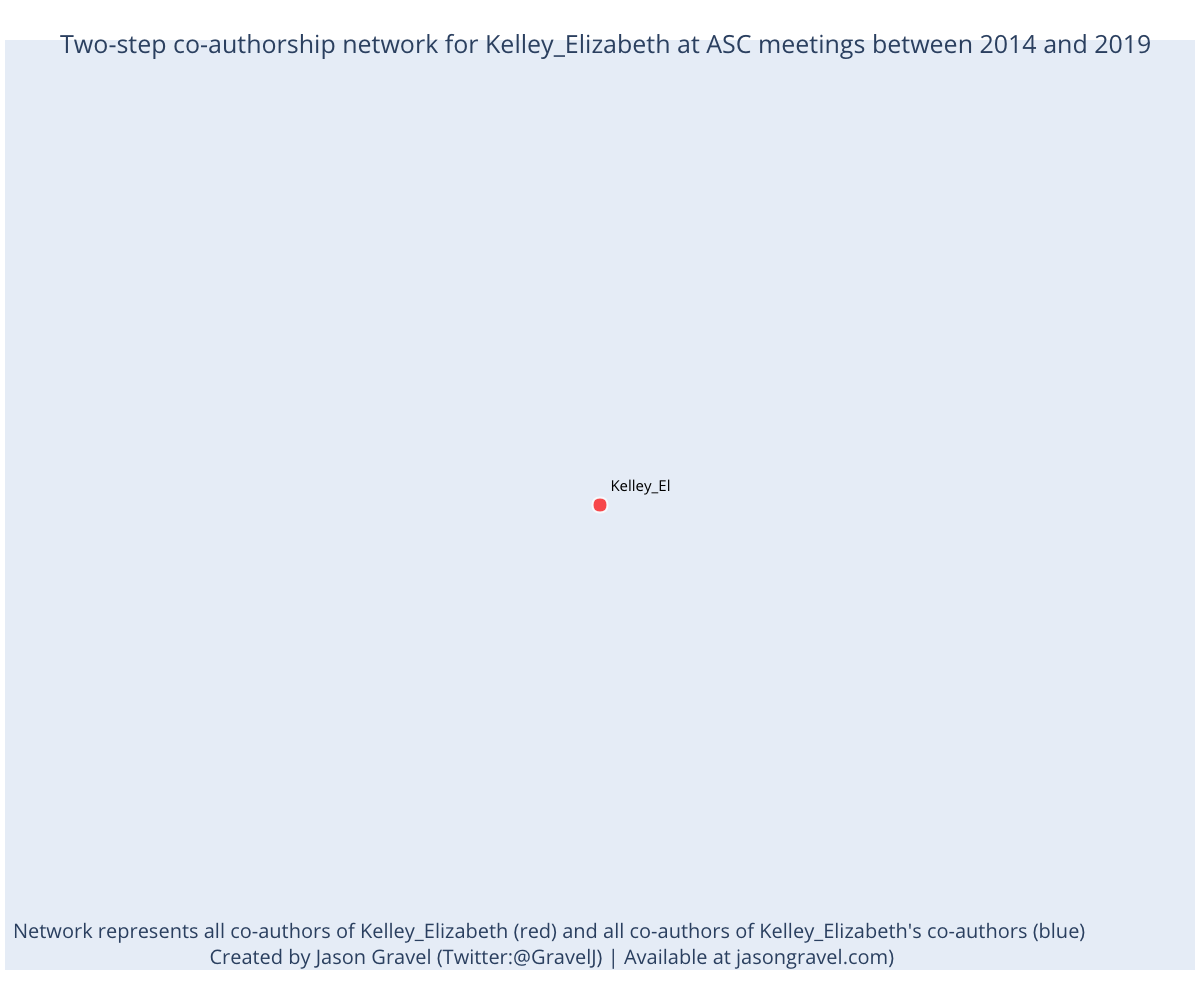 Two-step co-authorship network for Kelley_Elizabeth at ASC meetings between 2014 and 2019
Kelley_El
Network represents all co-authors of Kelley_Elizabeth (red) and all co-authors of Kelley_Elizabeth's co-authors (blue)
Created by Jason Gravel (Twitter:@GravelJ) | Available at jasongravel.com)